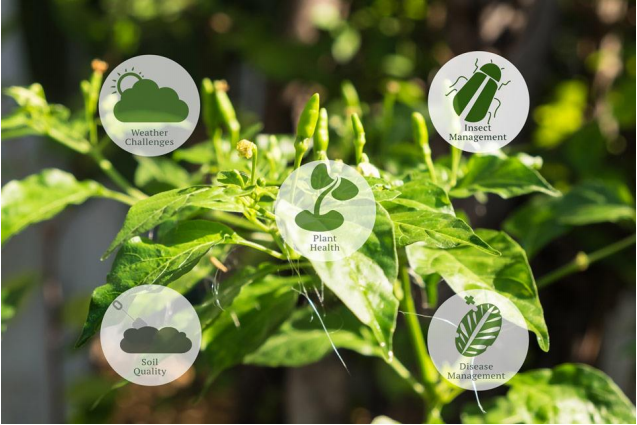 Weather
Challenges
Insect
Management
Plant
Health
Soil
Quality
Disease
Management